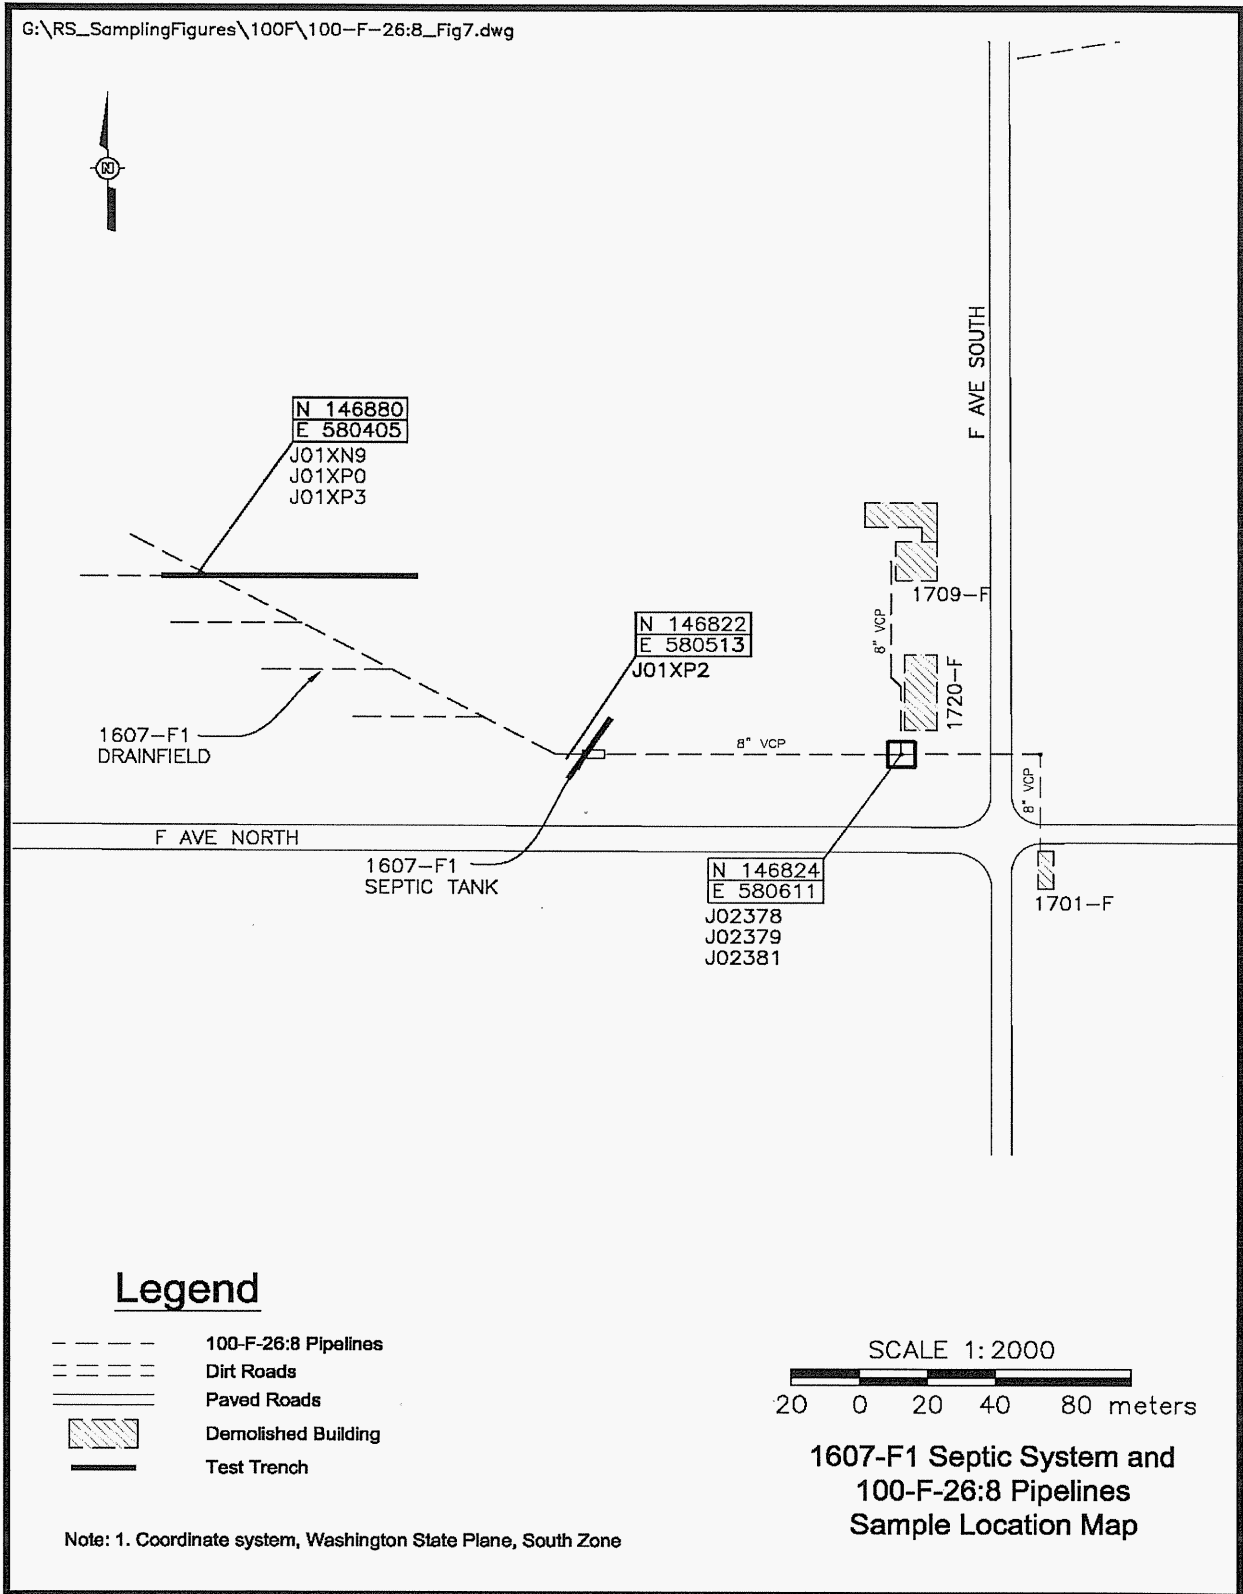 G:\RS_SamplingFigures\100F\100-F-26:8_Fig7.dwg
N
F AVE SOUTH
N 146880
E 580405
J01XN9
J01XP0
J01XP3
1709-F
8" VCP
N 146822
E 580513
J01XP2
1720-F
1607-F1
DRAINFIELD
8" VCP
8" VCP
F AVE NORTH
1607-F1
SEPTIC TANK
N 146824
E 580611
J02378
J02379
J02381
1701-F
Legend
100-F-26:8 Pipelines
Dirt Roads
Paved Roads
Demolished Building
Test Trench
SCALE 1:2000
20 0 20 40 80 meters
1607-F1 Septic System and
100-F-26:8 Pipelines
Sample Location Map
Note: 1. Coordinate system, Washington State Plane, South Zone